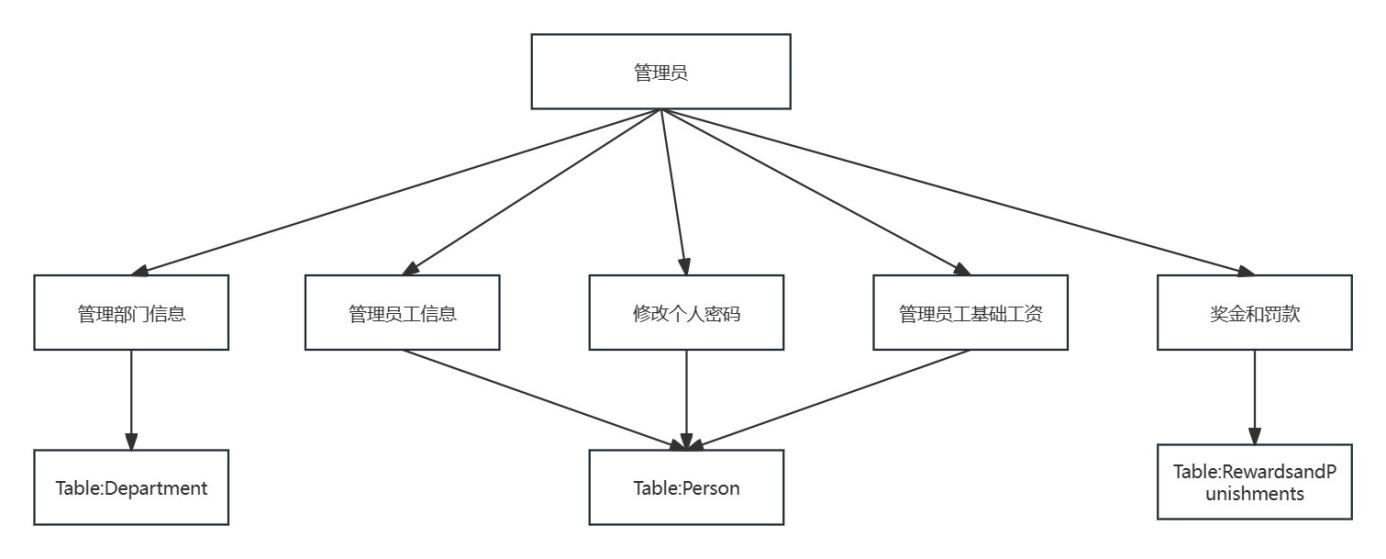 管理员
管理部门信息
管理员工信息
修改个人密码
管理员工基础工资
奖金和罚款
Table:Department
Table:Person
Table:RewardsandP
unishments